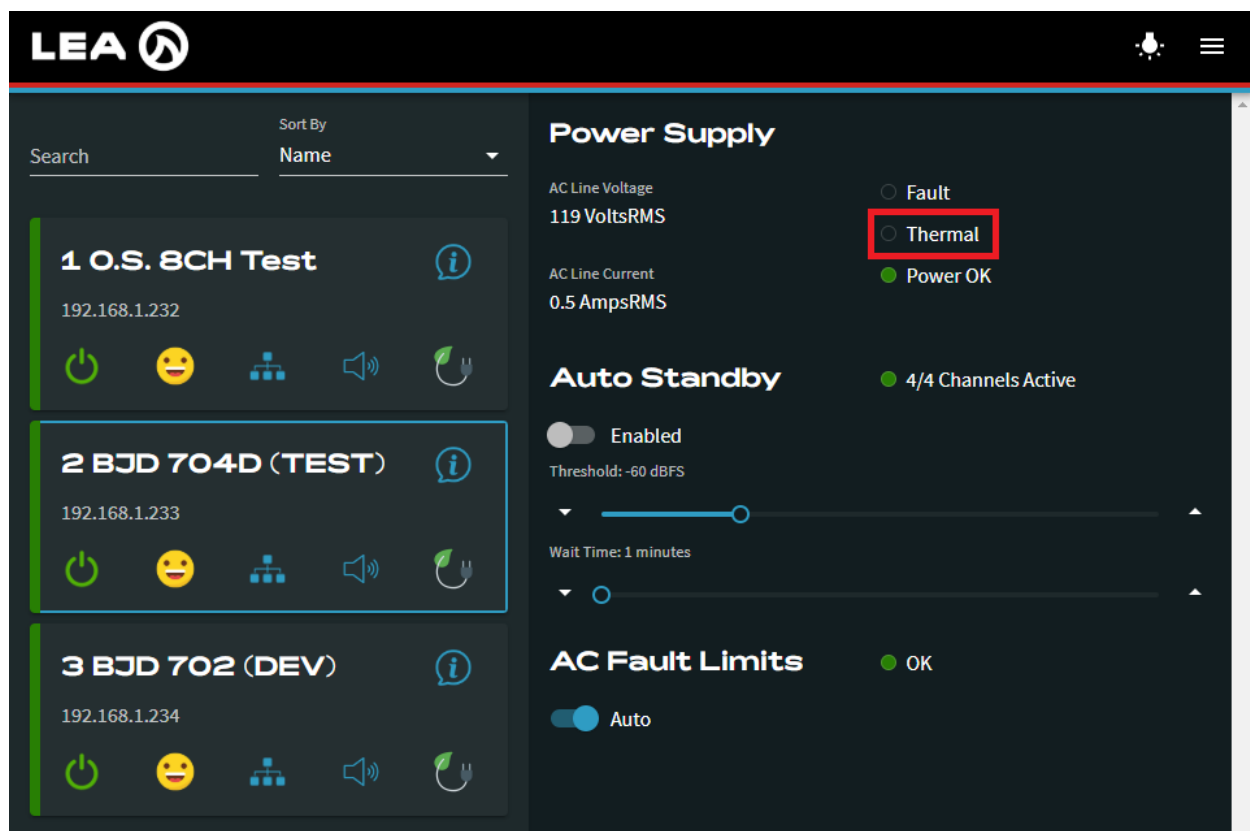 LEA
Search
Sort By
Name
1 O.S. 8CH Test
192.168.1.232
2 BJD 704D (TEST)
192.168.1.233
3 BJD 702 (DEV)
192.168.1.234
Power Supply
AC Line Voltage
119 VoltsRMS
AC Line Current
0.5 AmpsRMS
Fault
Thermal
Power OK
Auto Standby
4/4 Channels Active
Enabled
Threshold: -60 dBFS
Wait Time: 1 minutes
AC Fault Limits
OK
Auto